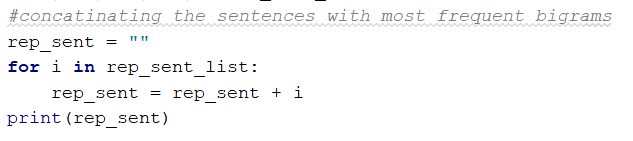 #concatinating the sentences with most frequent bigrams
rep_sent = ""
for i in rep_sent_list:
    rep_sent = rep_sent + i
print(rep_sent)